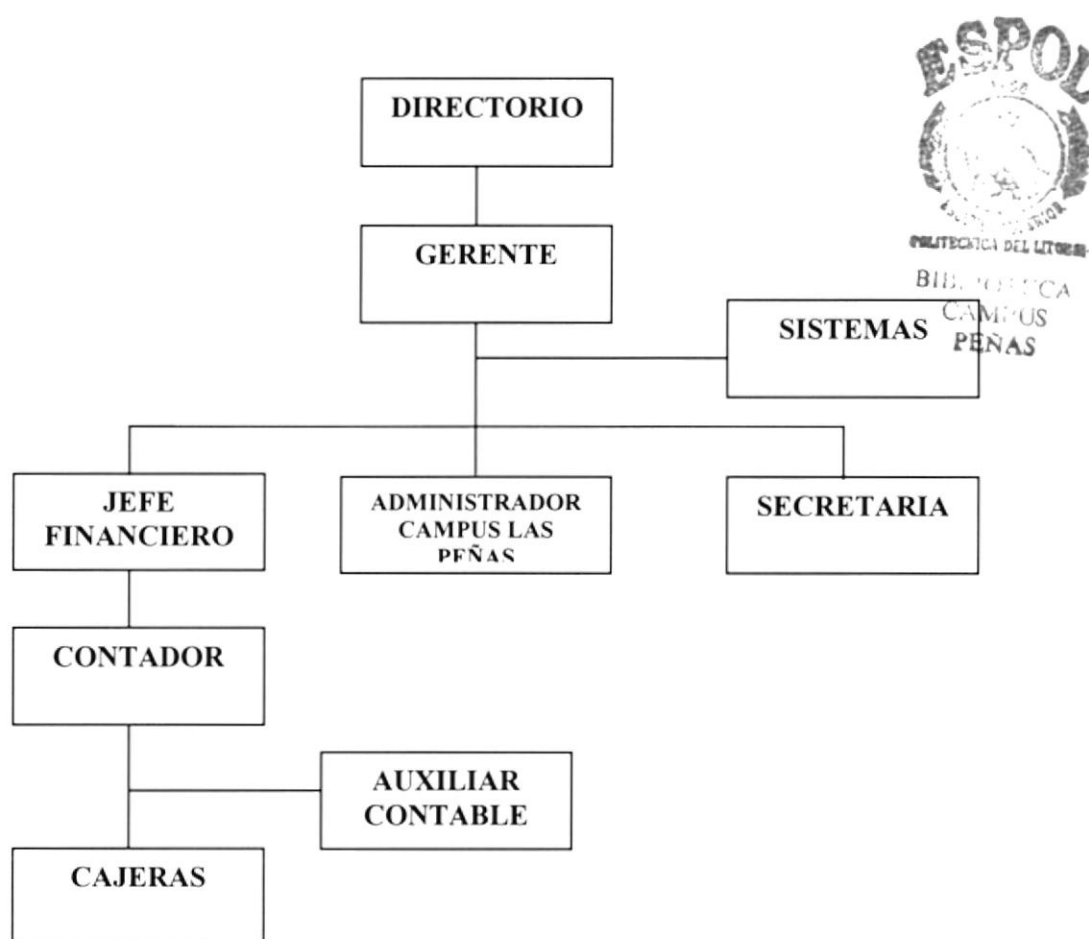 DIRECTORIO
ESPOL
GERENTE
POLITECNICA DEL LITORAL
CAMPUS
PEÑAS
SISTEMAS
JEFE
FINANCIERO
ADMINISTRADOR
CAMPUS LAS
PEÑAS
SECRETARIA
CONTADOR
AUXILIAR
CONTABLE
CAJERAS